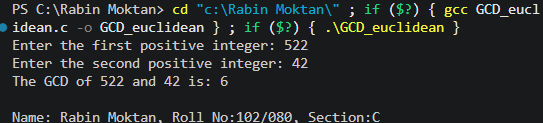 PS C:\Rabin Moktan> cd "c:\Rabin Moktan\" ; if ($?) { gcc GCD_eucl
idean.c -o GCD_euclidean } ; if ($?) { .\GCD_euclidean }
Enter the first positive integer: 522
Enter the second positive integer: 42
The GCD of 522 and 42 is: 6
Name: Rabin Moktan, Roll No:102/080, Section:C